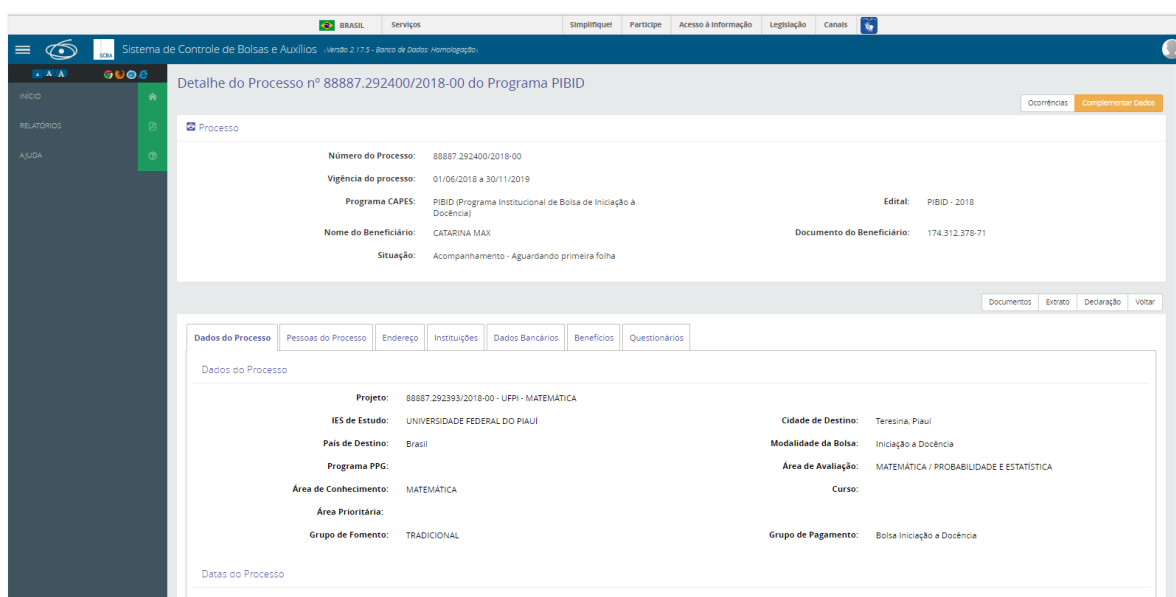 BRASIL Serviços Simplifique! Participe Acesso à Informação Legislação Canais
SCBA Sistema de Controle de Bolsas e Auxílios (Versão 2.17.5 - Banco de Dados: Homologação)
A A A
INÍCIO
RELATÓRIOS
AJUDA
Detalhe do Processo nº 88887.292400/2018-00 do Programa PIBID
Ocorrências Complementar Dados
Processo
Número do Processo: 88887.292400/2018-00
Vigência do processo: 01/06/2018 a 30/11/2019
Programa CAPES: PIBID (Programa Institucional de Bolsa de Iniciação à Edital: PIBID - 2018
Docência)
Nome do Beneficiário: CATARINA MAX Documento do Beneficiário: 174.312.378-71
Situação: Acompanhamento - Aguardando primeira folha
Documentos Extrato Declaração Voltar
Dados do Processo Pessoas do Processo Endereço Instituições Dados Bancários Benefícios Questionários
Dados do Processo
Projeto: 88887.292393/2018-00 - UFPI - MATEMÁTICA
IES de Estudo: UNIVERSIDADE FEDERAL DO PIAUÍ Cidade de Destino: Teresina, Piauí
País de Destino: Brasil Modalidade da Bolsa: Iniciação a Docência
Programa PPG: Área de Avaliação: MATEMÁTICA / PROBABILIDADE E ESTATÍSTICA
Área de Conhecimento: MATEMÁTICA Curso:
Área Prioritária:
Grupo de Fomento: TRADICIONAL Grupo de Pagamento: Bolsa Iniciação a Docência
Datas do Processo